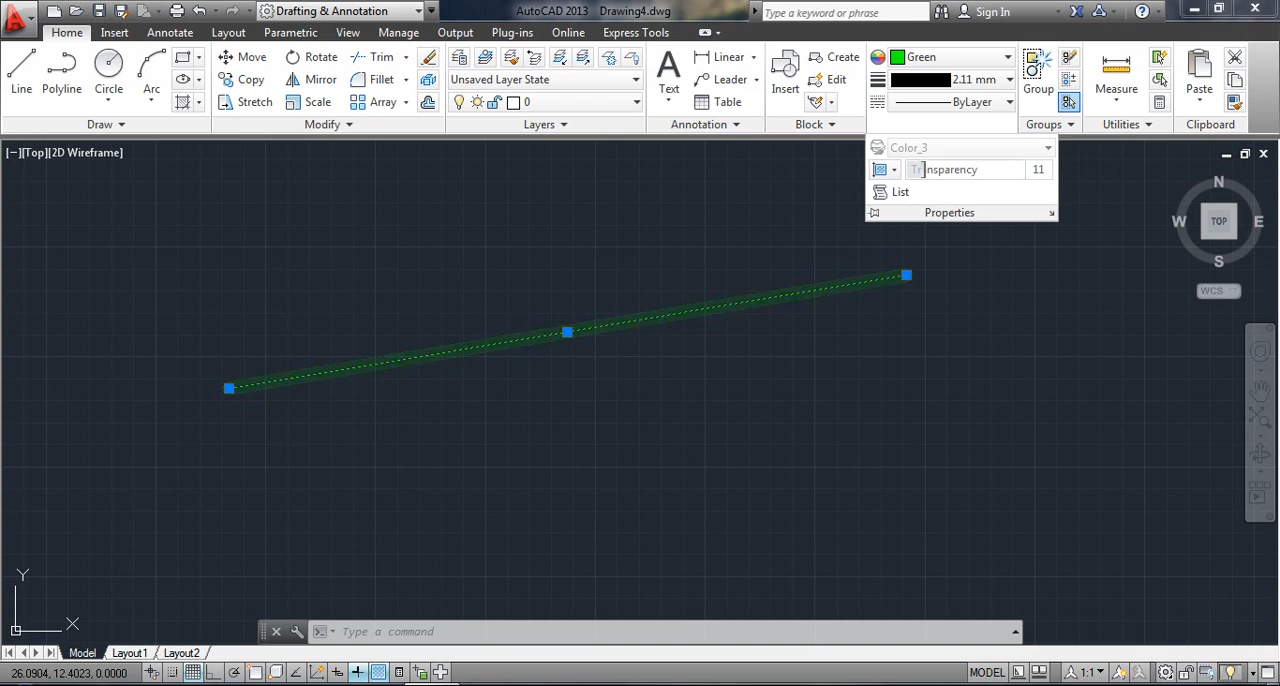 Drafting & Annotation
AutoCAD 2013 Drawing4.dwg
Type a keyword or phrase
Sign In
Home Insert Annotate Layout Parametric View Manage Output Plug-ins Online Express Tools
Line
Polyline
Circle
Arc
Move Rotate Trim
Copy Mirror Fillet
Stretch Scale Array
Unsaved Layer State
0
Text
Linear
Leader
Table
Insert
Create
Edit
Green
2.11 mm
ByLayer
Group
Measure
Paste
Draw Modify Layers Annotation Block Groups Utilities Clipboard
Color_3
Transparency 11
List
Properties
[−][Top][2D Wireframe]
N
W TOP E
S
WCS
Y
X
Type a command
Model Layout1 Layout2
26.0904, 12.4023, 0.0000
MODEL 1:1